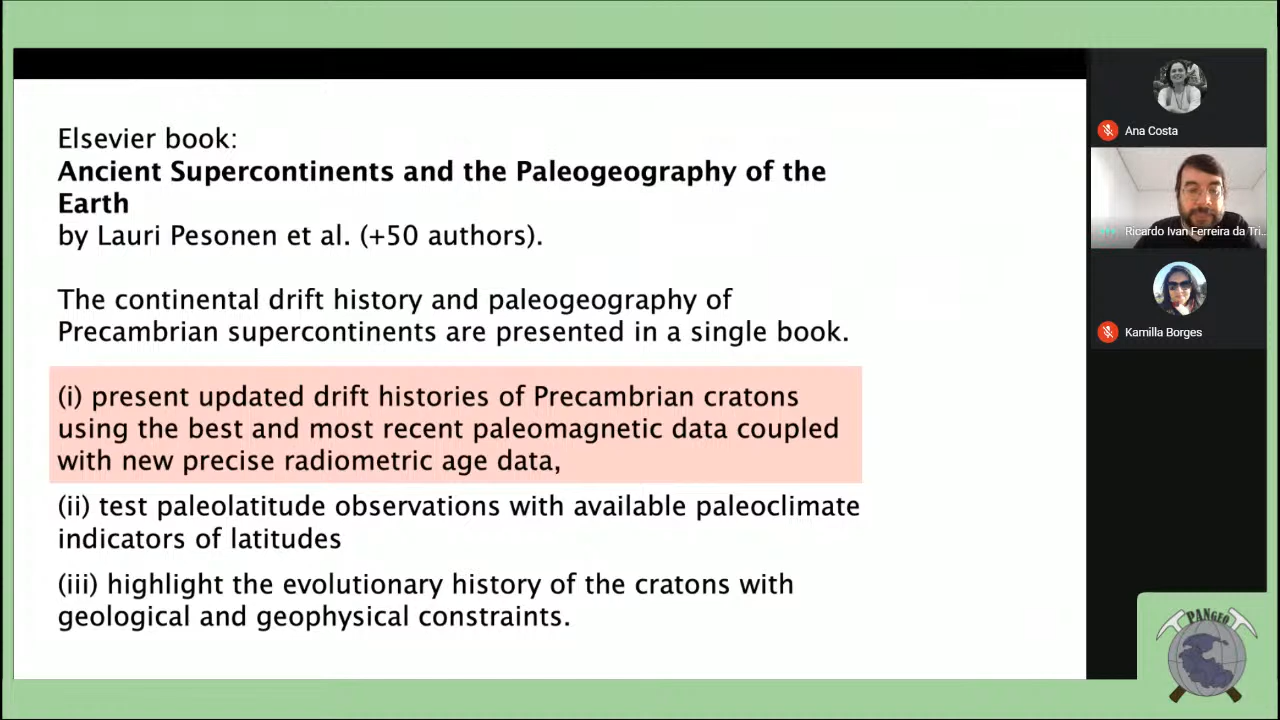 Elsevier book:
Ancient Supercontinents and the Paleogeography of the
Earth
by Lauri Pesonen et al. (+50 authors).
The continental drift history and paleogeography of
Precambrian supercontinents are presented in a single book.
(i) present updated drift histories of Precambrian cratons
using the best and most recent paleomagnetic data coupled
with new precise radiometric age data,
(ii) test paleolatitude observations with available paleoclimate
indicators of latitudes
(iii) highlight the evolutionary history of the cratons with
geological and geophysical constraints.
Ana Costa
Ricardo Ivan Ferreira da Tri...
Kamilla Borges
PANGEO